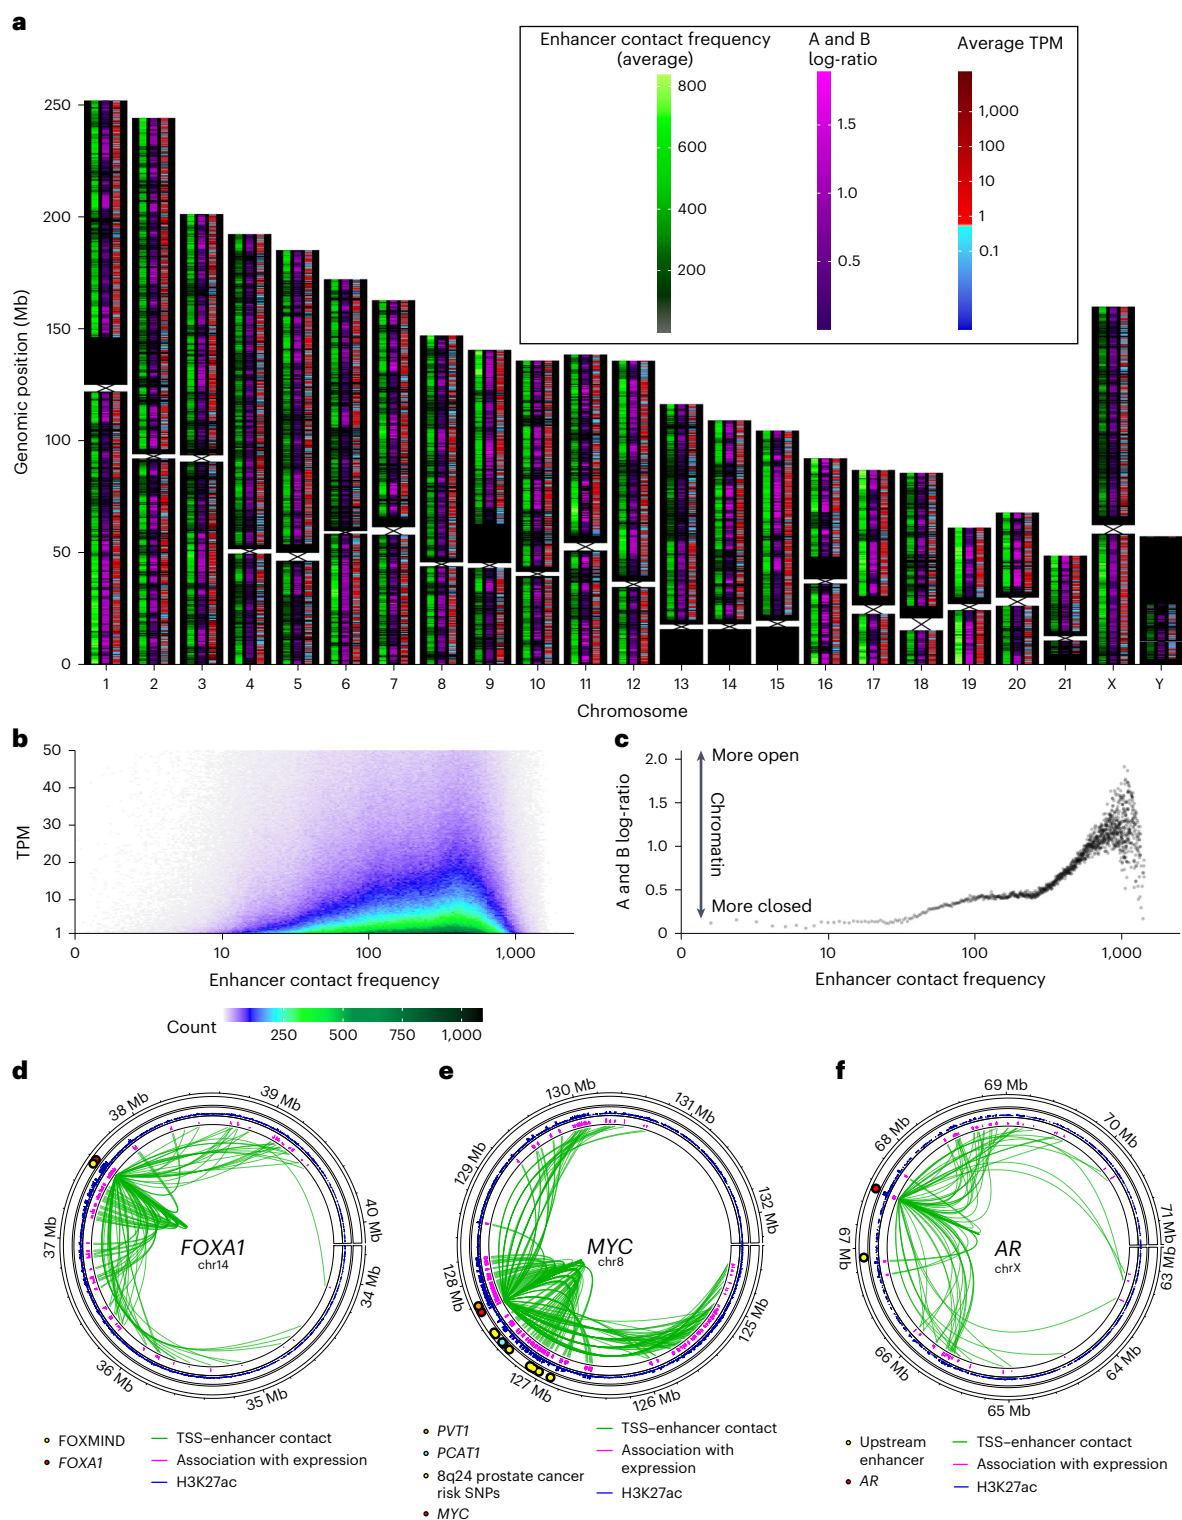 a
Enhancer contact frequency
(average)
800
600
400
200
A and B
log-ratio
1.5
1.0
0.5
Average TPM
1,000
100
10
1
0.1
Genomic position (Mb)
250
200
150
100
50
0
1 2 3 4 5 6 7 8 9 10 11 12 13 14 15 16 17 18 19 20 21 X Y
Chromosome
b
TPM
50
40
30
20
10
1
0 10 100 1,000
Enhancer contact frequency
Count
250 500 750 1,000
c
A and B log-ratio
2.0
1.5
1.0
0.5
0
More open
Chromatin
More closed
0 10 100 1,000
Enhancer contact frequency
d
38 Mb
39 Mb
37 Mb
40 Mb
34 Mb
36 Mb
35 Mb
FOXA1
chr14
FOXMIND
FOXA1
TSS–enhancer contact
Association with expression
H3K27ac
e
130 Mb
131 Mb
129 Mb
132 Mb
128 Mb
125 Mb
127 Mb
126 Mb
MYC
chr8
PVT1
PCAT1
8q24 prostate cancer
risk SNPs
MYC
TSS–enhancer contact
Association with
expression
H3K27ac
f
69 Mb
68 Mb
70 Mb
67 Mb
71 Mb
63 Mb
66 Mb
64 Mb
65 Mb
AR
chrX
Upstream
enhancer
AR
TSS–enhancer contact
Association with expression
H3K27ac